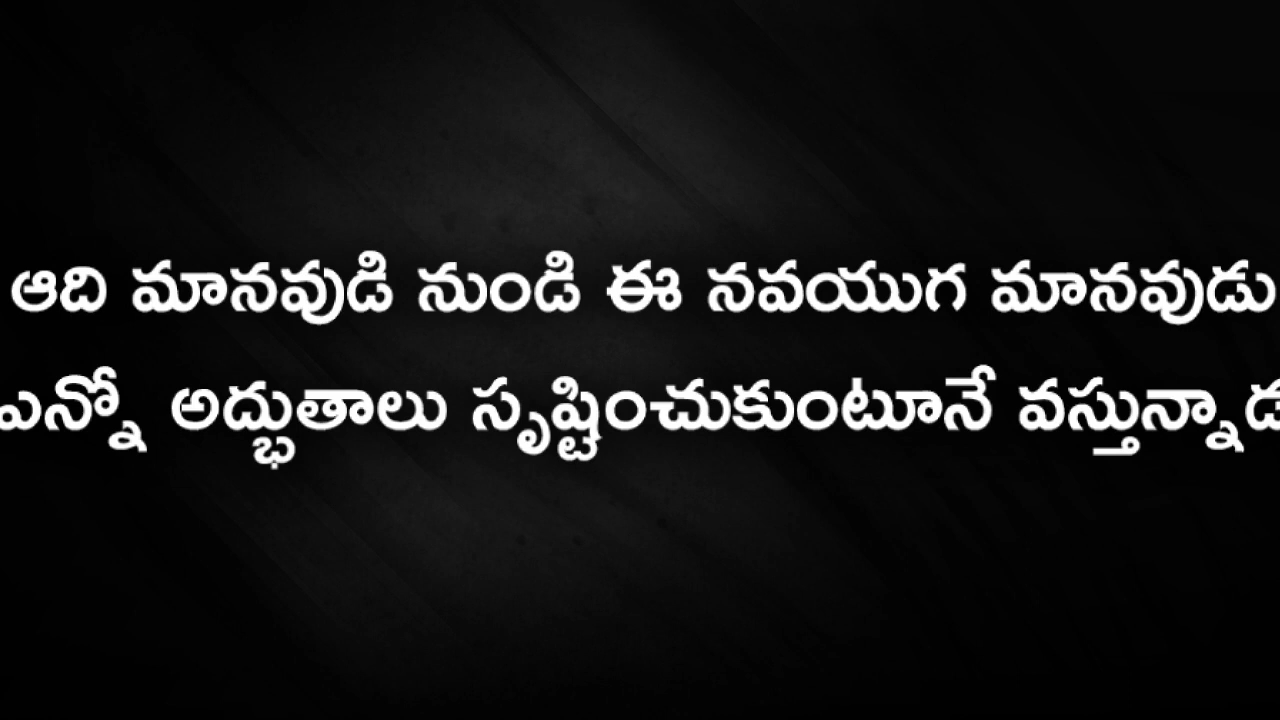 ఆది మానవుడి నుండి ఈ నవయుగ మానవుడు
ఎన్నో అద్భుతాలు సృష్టించుకుంటూనే వస్తున్నాడు